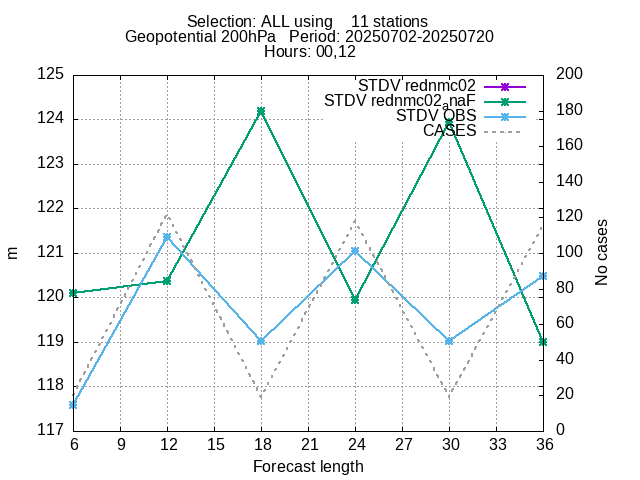 Selection: ALL using    11 stations
Geopotential 200hPa   Period: 20250702-20250720
Hours: 00,12
STDV rednmc02
STDV rednmc02anaF
STDV OBS
CASES
125
124
123
122
121
120
119
118
117
m
200
180
160
140
120
100
80
60
40
20
0
No cases
6 9 12 15 18 21 24 27 30 33 36
Forecast length